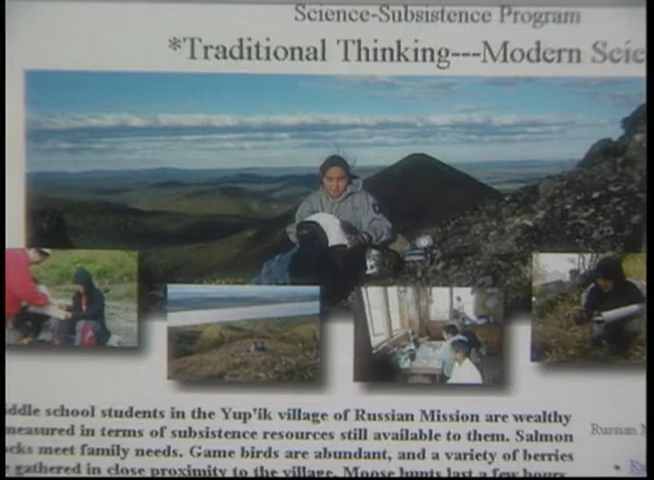 Science-Subsistence Program
*Traditional Thinking---Modern Scie
iddle school students in the Yup'ik village of Russian Mission are wealthy
measured in terms of subsistence resources still available to them. Salmon
cks meet family needs. Game birds are abundant, and a variety of berries
gathered in close proximity to the village. Moose hunts last a few hours
Russian M